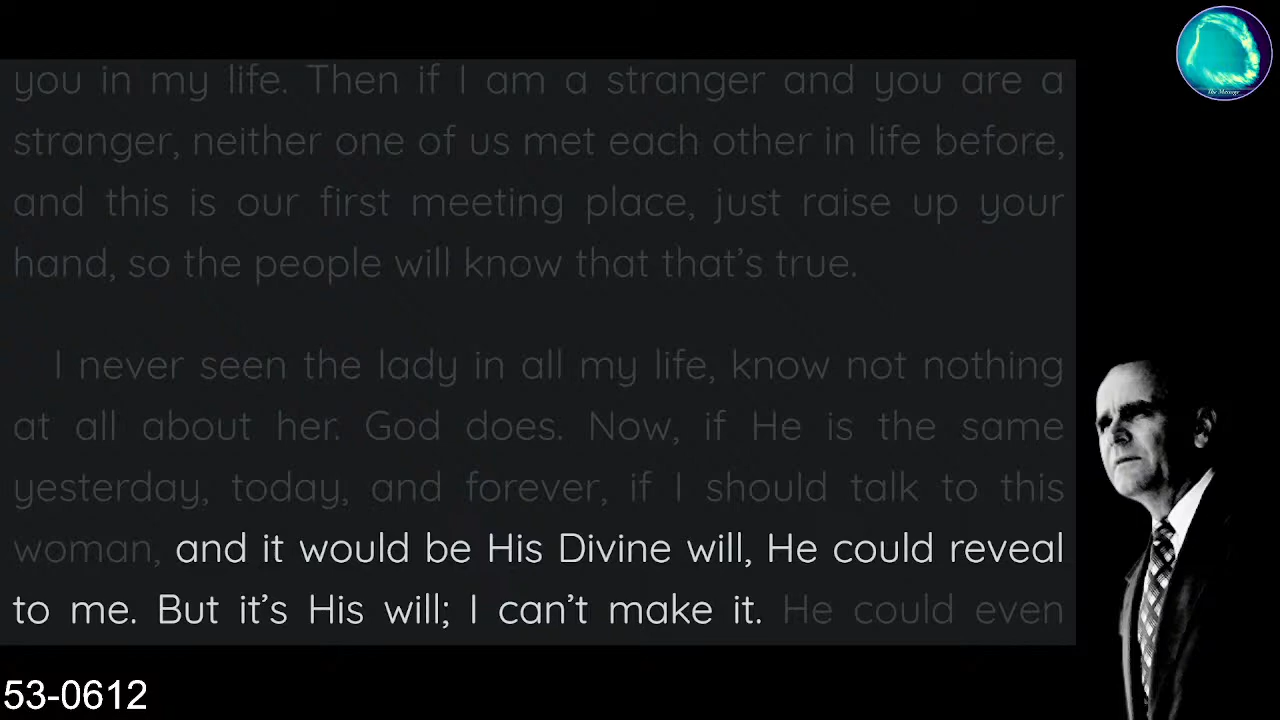 you in my life. Then if I am a stranger and you are a
stranger, neither one of us met each other in life before,
and this is our first meeting place, just raise up your
hand, so the people will know that that’s true.
I never seen the lady in all my life, know not nothing
at all about her. God does. Now, if He is the same
yesterday, today, and forever, if I should talk to this
woman, and it would be His Divine will, He could reveal
to me. But it’s His will; I can’t make it. He could even
The Message
53-0612